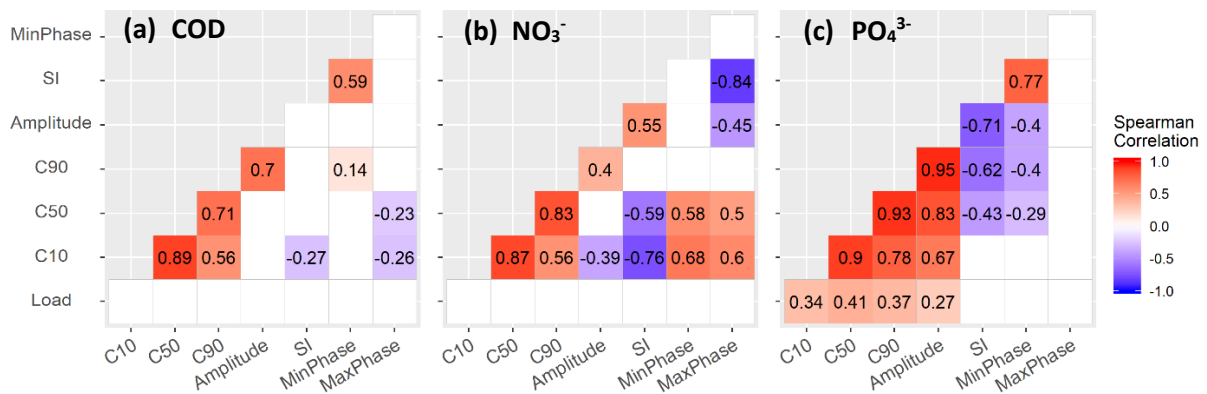 (a) COD
(b) NO₃⁻
(c) PO₄³⁻
MinPhase
SI
0.59
-0.84
0.77
Amplitude
0.55
-0.45
-0.71
-0.4
C90
0.7
0.14
0.4
0.95
-0.62
-0.4
C50
0.71
-0.23
0.83
-0.59
0.58
0.5
0.93
0.83
-0.43
-0.29
C10
0.89
0.56
-0.27
-0.26
0.87
0.56
-0.39
-0.76
0.68
0.6
0.9
0.78
0.67
Load
0.34
0.41
0.37
0.27
C10
C50
C90
Amplitude
SI
MinPhase
MaxPhase
C10
C50
C90
Amplitude
SI
MinPhase
MaxPhase
C10
C50
C90
Amplitude
SI
MinPhase
MaxPhase
Spearman
Correlation
1.0
0.5
0.0
-0.5
-1.0